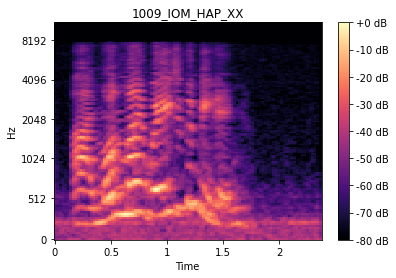 1009_IOM_HAP_XX
Hz
8192
4096
2048
1024
512
0
0
0.5
1
1.5
2
Time
+0 dB
-10 dB
-20 dB
-30 dB
-40 dB
-50 dB
-60 dB
-70 dB
-80 dB